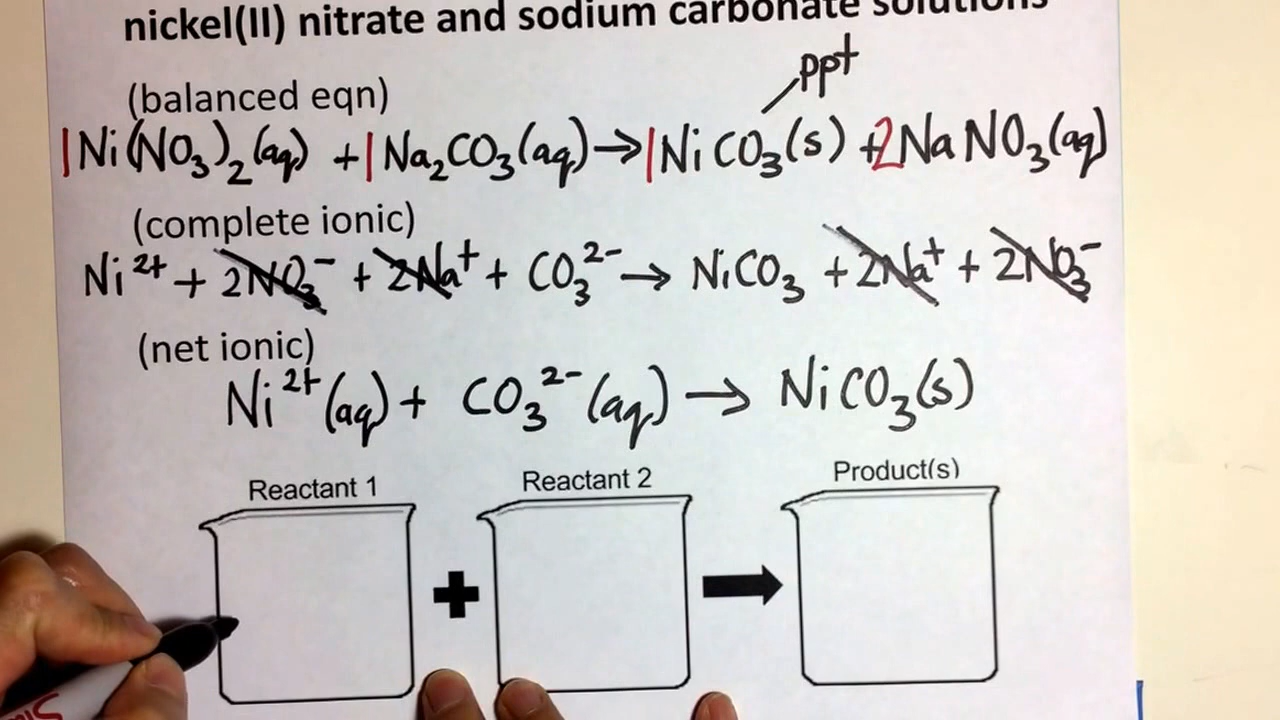 nickel(II) nitrate and sodium carbonate solutions
ppt
(balanced eqn)
1Ni(NO₃)₂(aq) + 1Na₂CO₃(aq) → 1NiCO₃(s) + 2NaNO₃(aq)
(complete ionic)
Ni²⁺ + 2NO₃⁻ + 2Na⁺ + CO₃²⁻ → NiCO₃ + 2Na⁺ + 2NO₃⁻
(net ionic)
Ni²⁺(aq) + CO₃²⁻(aq) → NiCO₃(s)
Reactant 1 Reactant 2 Product(s)